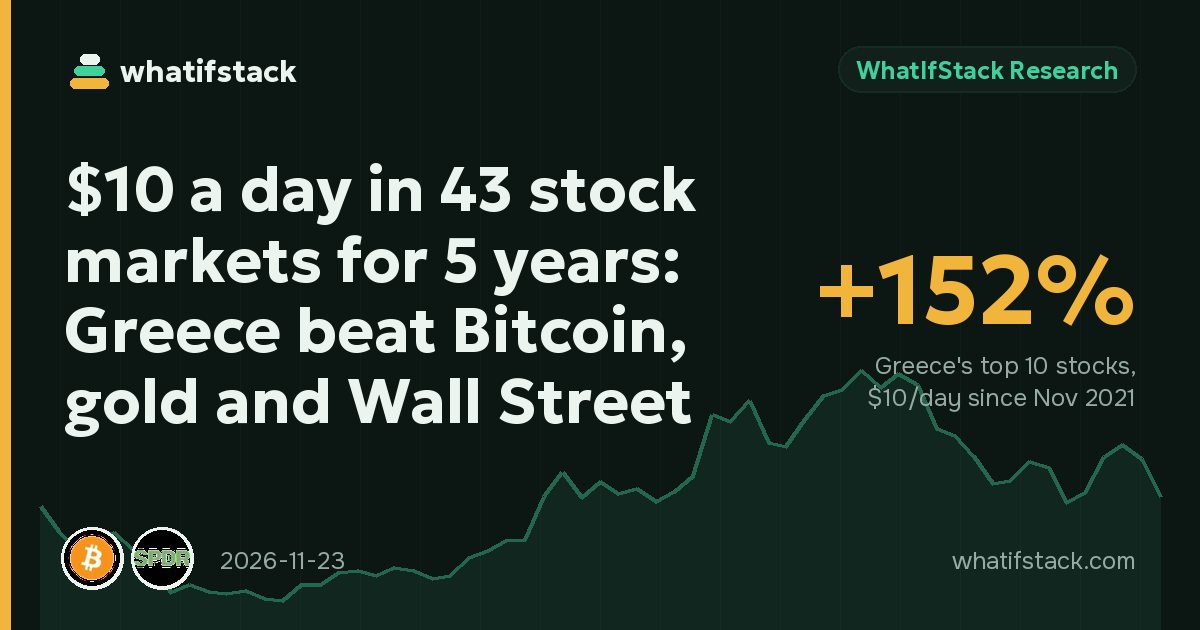 whatifstack
WhatIfStack Research
$10 a day in 43 stock
markets for 5 years:
Greece beat Bitcoin,
gold and Wall Street
+152%
Greece's top 10 stocks,
$10/day since Nov 2021
SPDR
2026-11-23
whatifstack.com